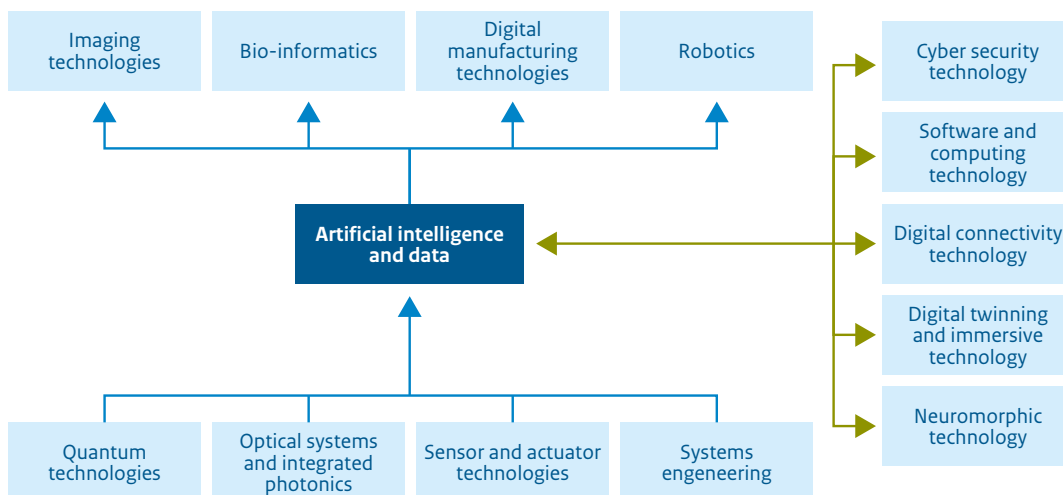 Imaging
technologies
Bio-informatics
Digital
manufacturing
technologies
Robotics
Cyber security
technology
Software and
computing
technology
Artificial intelligence
and data
Digital connectivity
technology
Digital twinning
and immersive
technology
Neuromorphic
technology
Quantum
technologies
Optical systems
and integrated
photonics
Sensor and actuator
technologies
Systems
engeneering